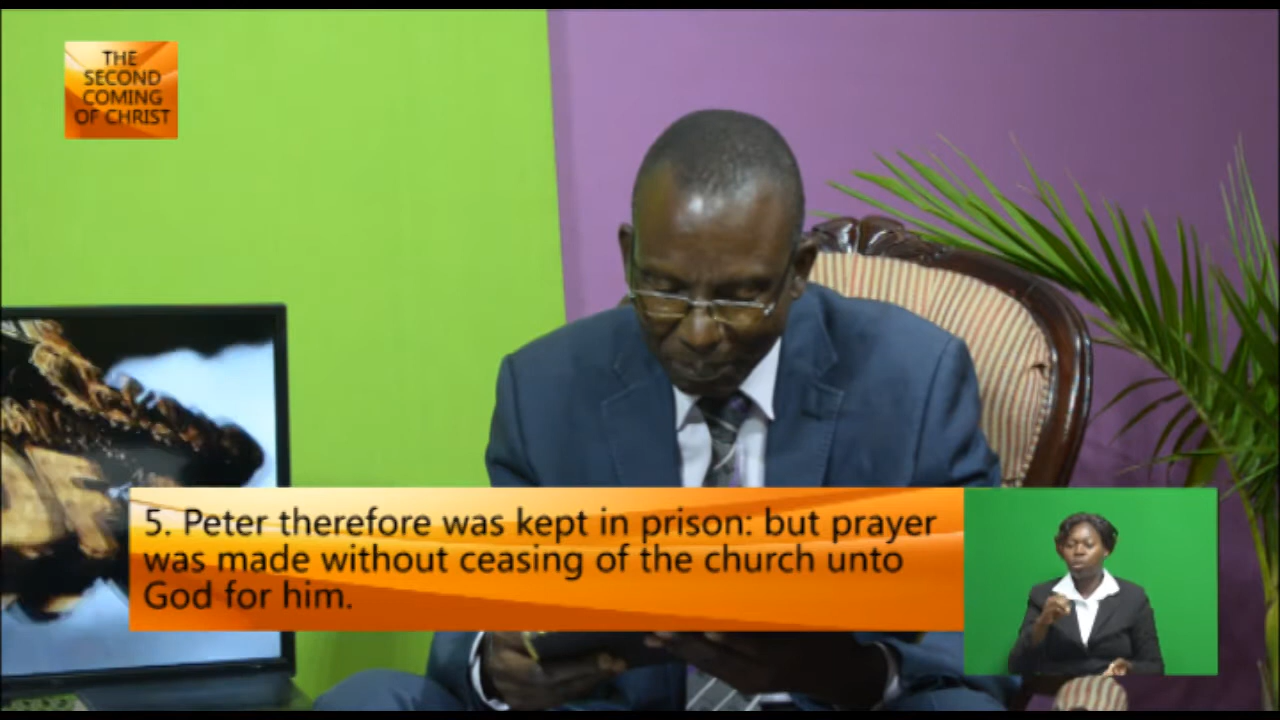 THE
SECOND
COMING
OF CHRIST
5. Peter therefore was kept in prison: but prayer
was made without ceasing of the church unto
God for him.